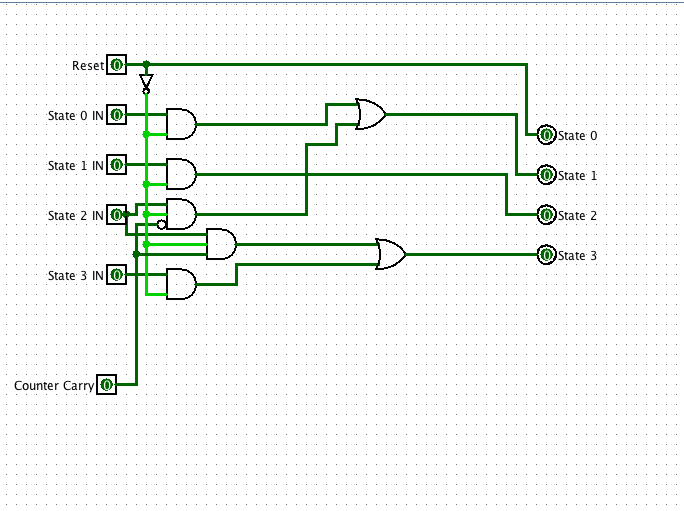 Reset 0
State 0 IN 0
State 0 0
State 1 IN 0
State 1 0
State 2 IN 0
State 2 0
State 3 IN 0
State 3 0
Counter Carry 0